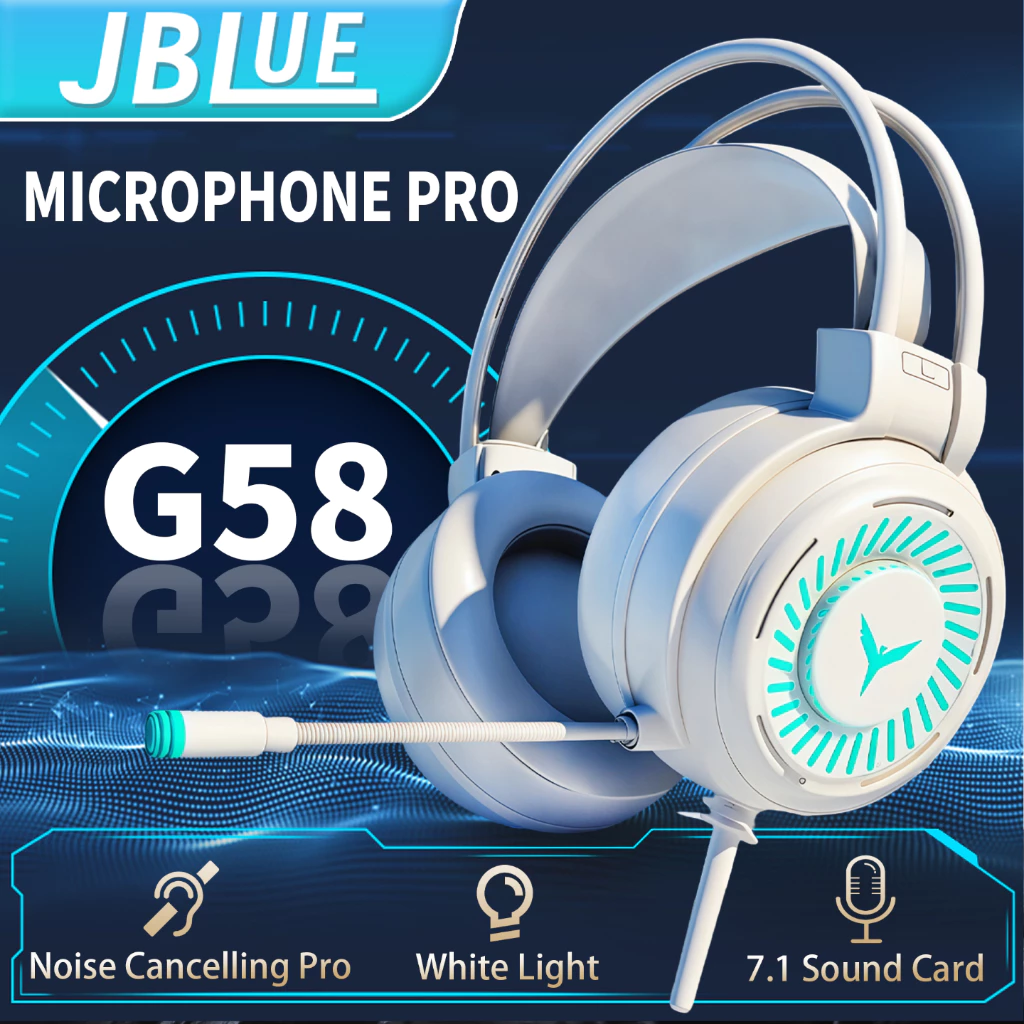 JBLUE
MICROPHONE PRO
G58
L
Noise Cancelling Pro
White Light
7.1 Sound Card